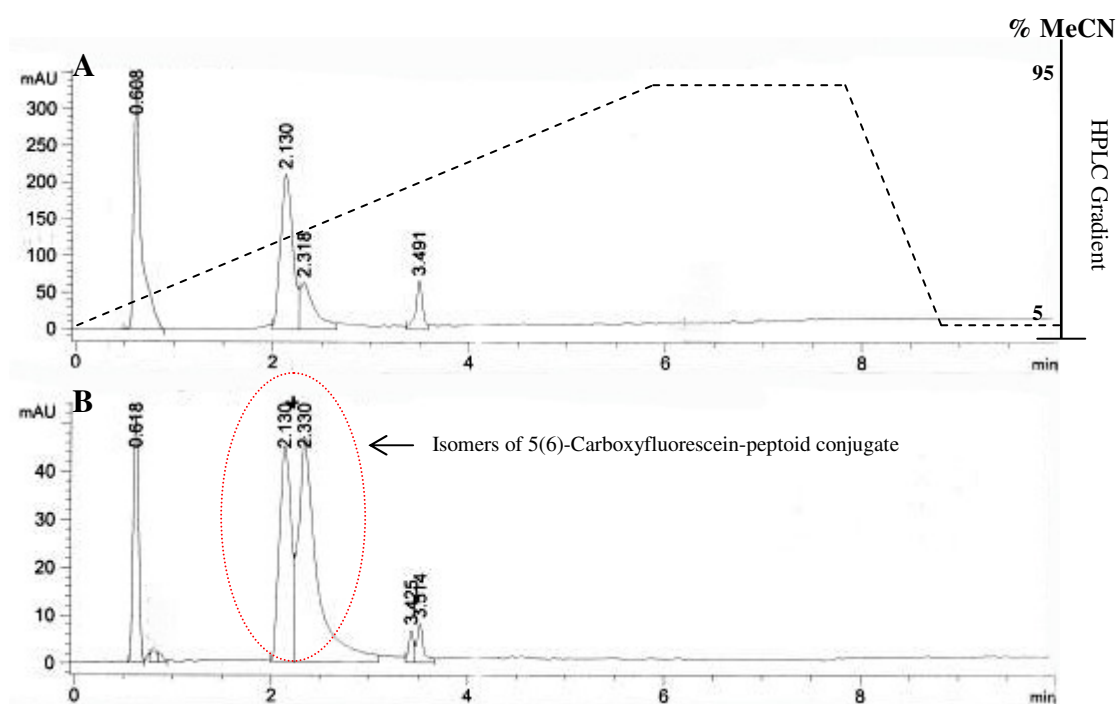 % MeCN
A
mAU
95
300
250
200
150
100
50
0
0.608
2.130
2.318
3.491
5
HPLC Gradient
0 2 4 6 8 min
B
mAU
40
30
20
10
0
0.618
2.130
2.330
3.425
3.514
Isomers of 5(6)-Carboxyfluorescein-peptoid conjugate
0 2 4 6 8 min